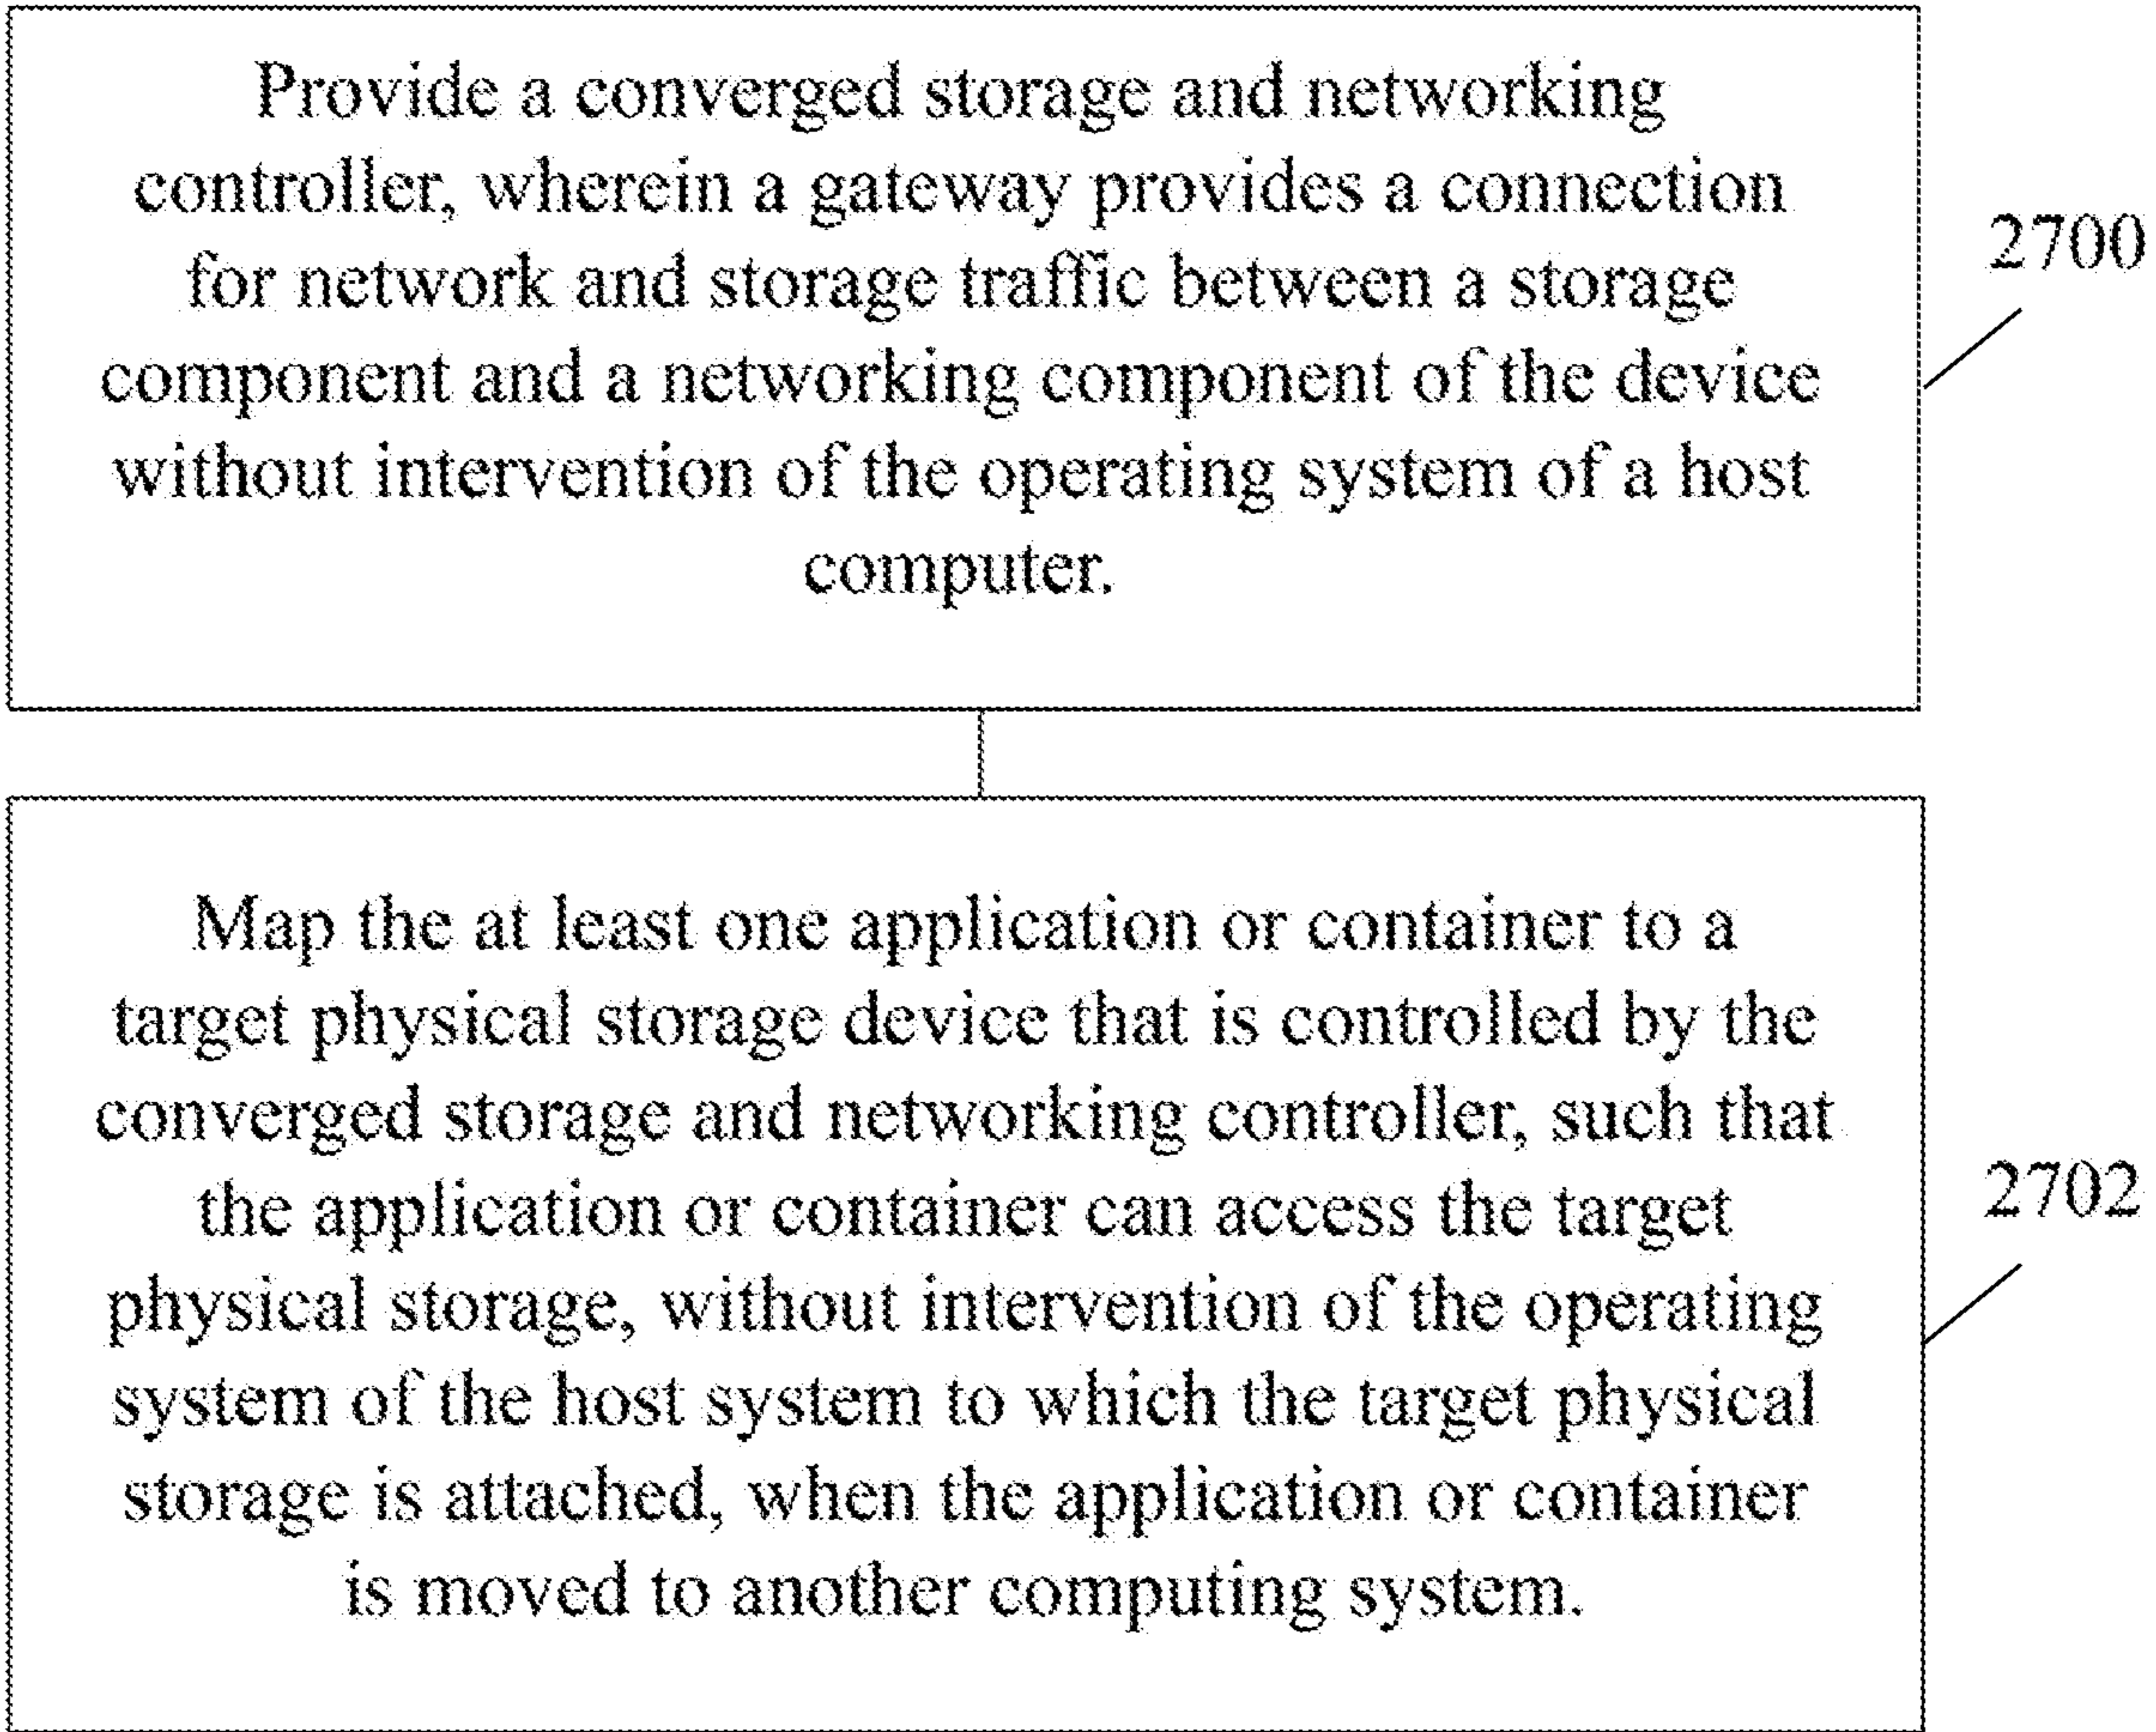 Provide a converged storage and networking
controller, wherein a gateway provides a connection
for network and storage traffic between a storage
component and a networking component of the device
without intervention of the operating system of a host
computer.
2700
Map the at least one application or container to a
target physical storage device that is controlled by the
converged storage and networking controller, such that
the application or container can access the target
physical storage, without intervention of the operating
system of the host system to which the target physical
storage is attached, when the application or container
is moved to another computing system.
2702